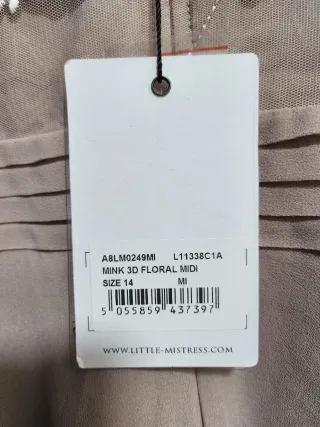 A8LM0249MI L11338C1A
MINK 3D FLORAL MIDI
SIZE 14 MI
5 055859 437397
WWW.LITTLE-MISTRESS.COM